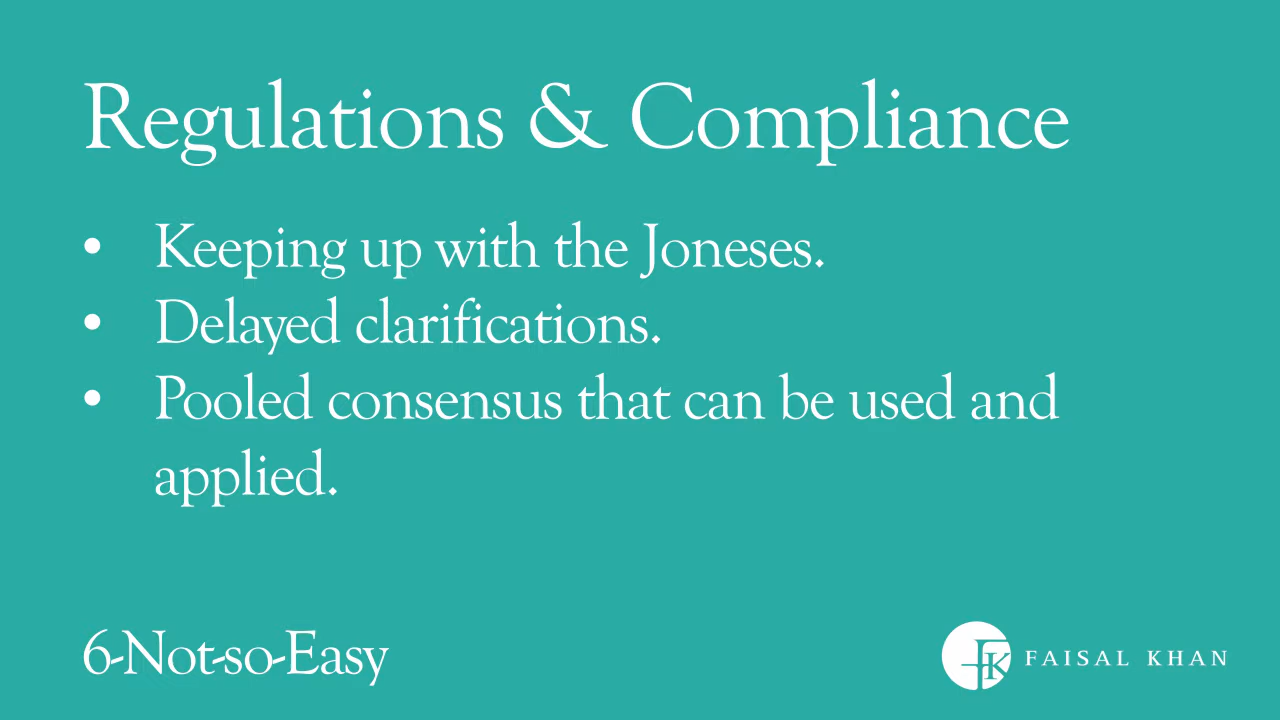 Regulations & Compliance
• Keeping up with the Joneses.
• Delayed clarifications.
• Pooled consensus that can be used and
applied.
6-Not-so-Easy
FK FAISAL KHAN